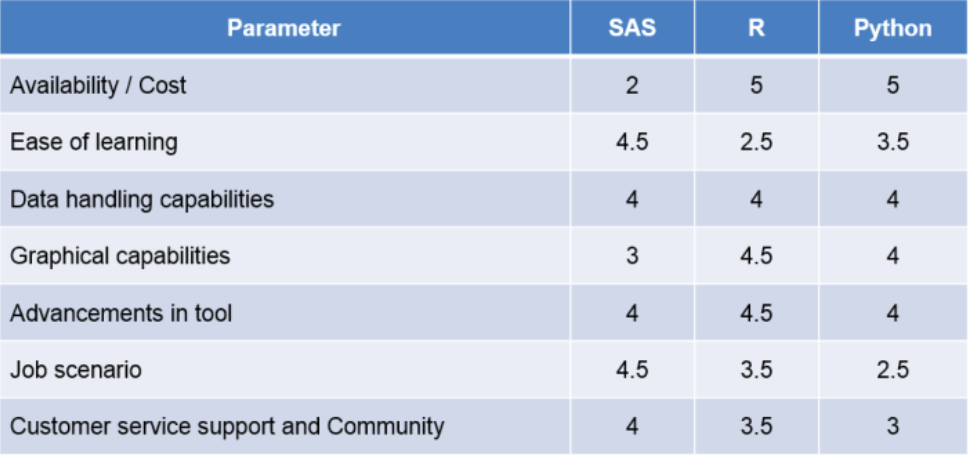 Parameter SAS R Python
Availability / Cost 2 5 5
Ease of learning 4.5 2.5 3.5
Data handling capabilities 4 4 4
Graphical capabilities 3 4.5 4
Advancements in tool 4 4.5 4
Job scenario 4.5 3.5 2.5
Customer service support and Community 4 3.5 3